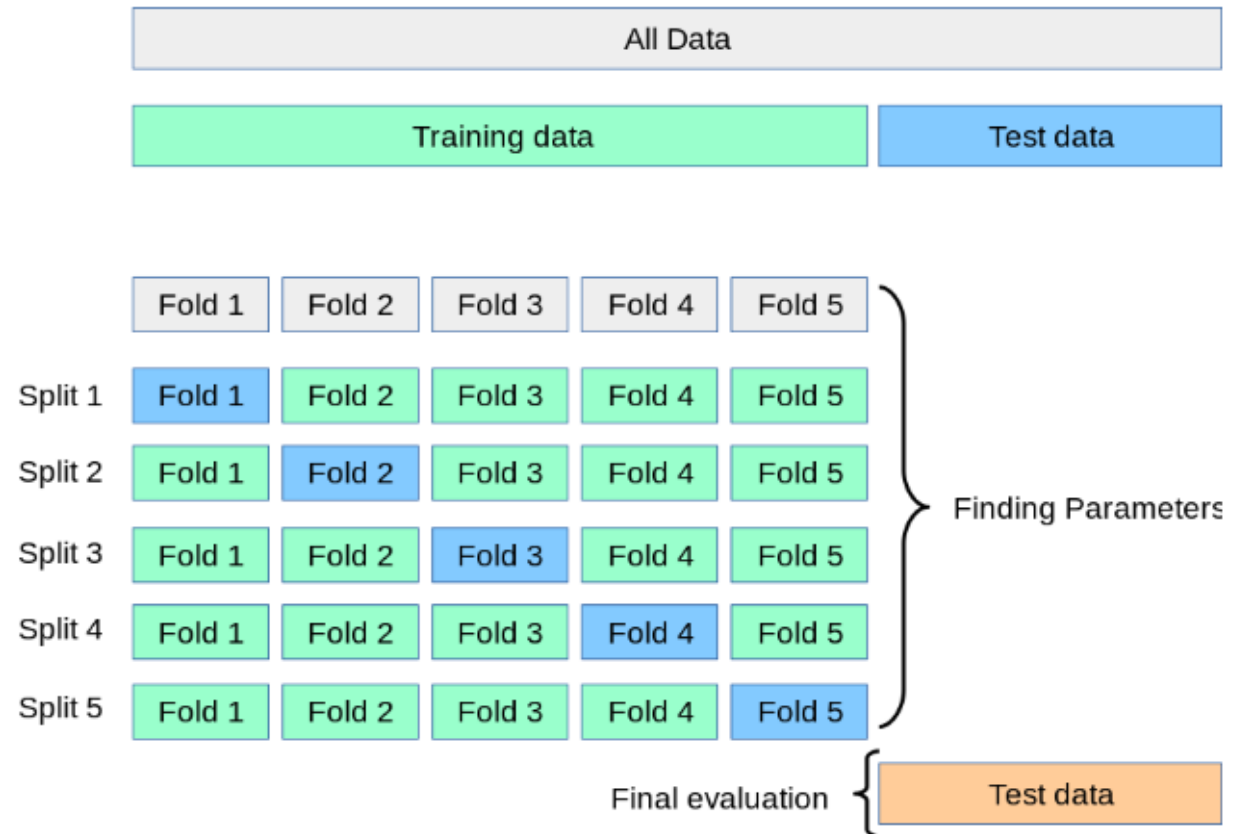 All Data
Training data Test data
Fold 1 Fold 2 Fold 3 Fold 4 Fold 5
Split 1 Fold 1 Fold 2 Fold 3 Fold 4 Fold 5
Split 2 Fold 1 Fold 2 Fold 3 Fold 4 Fold 5
Finding Parameters
Split 3 Fold 1 Fold 2 Fold 3 Fold 4 Fold 5
Split 4 Fold 1 Fold 2 Fold 3 Fold 4 Fold 5
Split 5 Fold 1 Fold 2 Fold 3 Fold 4 Fold 5
Final evaluation Test data